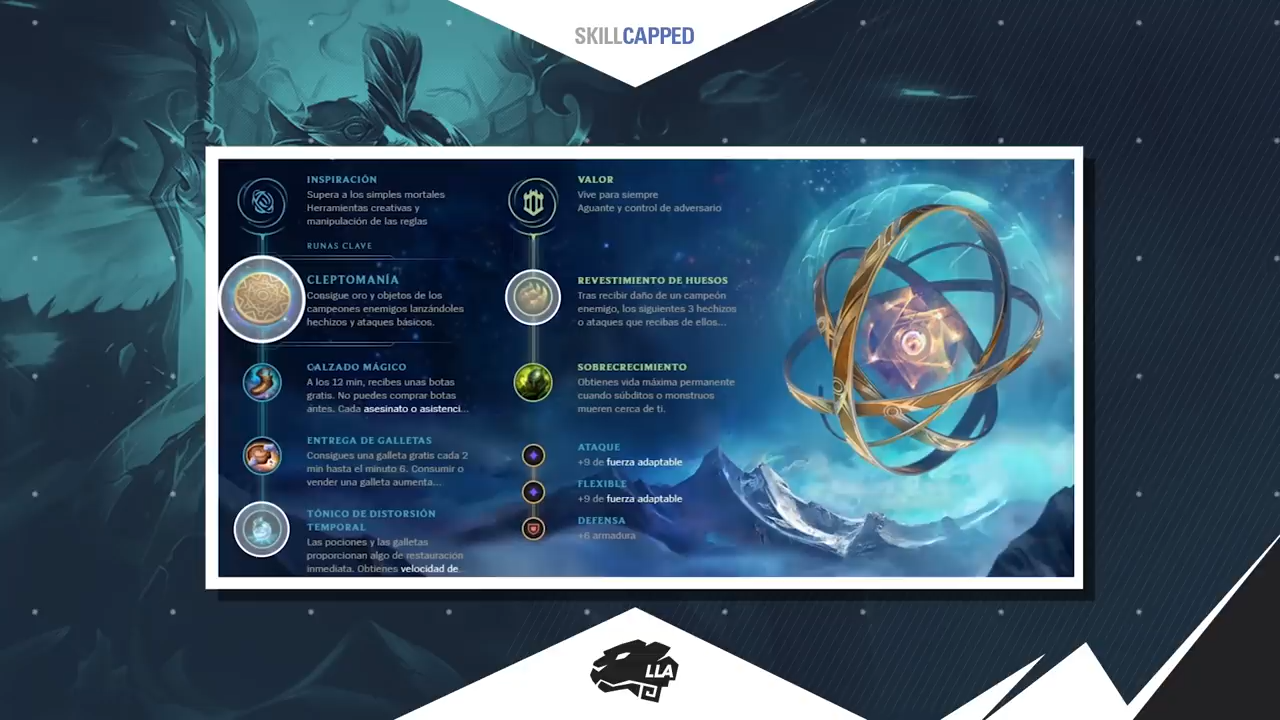 SKILLCAPPED
INSPIRACIÓN
Supera a los simples mortales
Herramientas creativas y
manipulación de las reglas
RUNAS CLAVE
CLEPTOMANÍA
Consigue oro y objetos de los
campeones enemigos lanzándoles
hechizos y ataques básicos.
CALZADO MÁGICO
A los 12 min, recibes unas botas
gratis. No puedes comprar botas
antes. Cada asesinato o asistenci...
ENTREGA DE GALLETAS
Consigues una galleta gratis cada 2
min hasta el minuto 6. Consumir o
vender una galleta aumenta...
TÓNICO DE DISTORSIÓN
TEMPORAL
Las pociones y las galletas
proporcionan algo de restauración
inmediata. Obtienes velocidad de
VALOR
Vive para siempre
Aguante y control de adversario
REVESTIMIENTO DE HUESOS
Tras recibir daño de un campeón
enemigo, los siguientes 3 hechizos
o ataques que recibas de ellos...
SOBRECRECIMIENTO
Obtienes vida máxima permanente
cuando súbditos o monstruos
mueren cerca de ti.
ATAQUE
+9 de fuerza adaptable
FLEXIBLE
+9 de fuerza adaptable
DEFENSA
+6 armadura
LLA